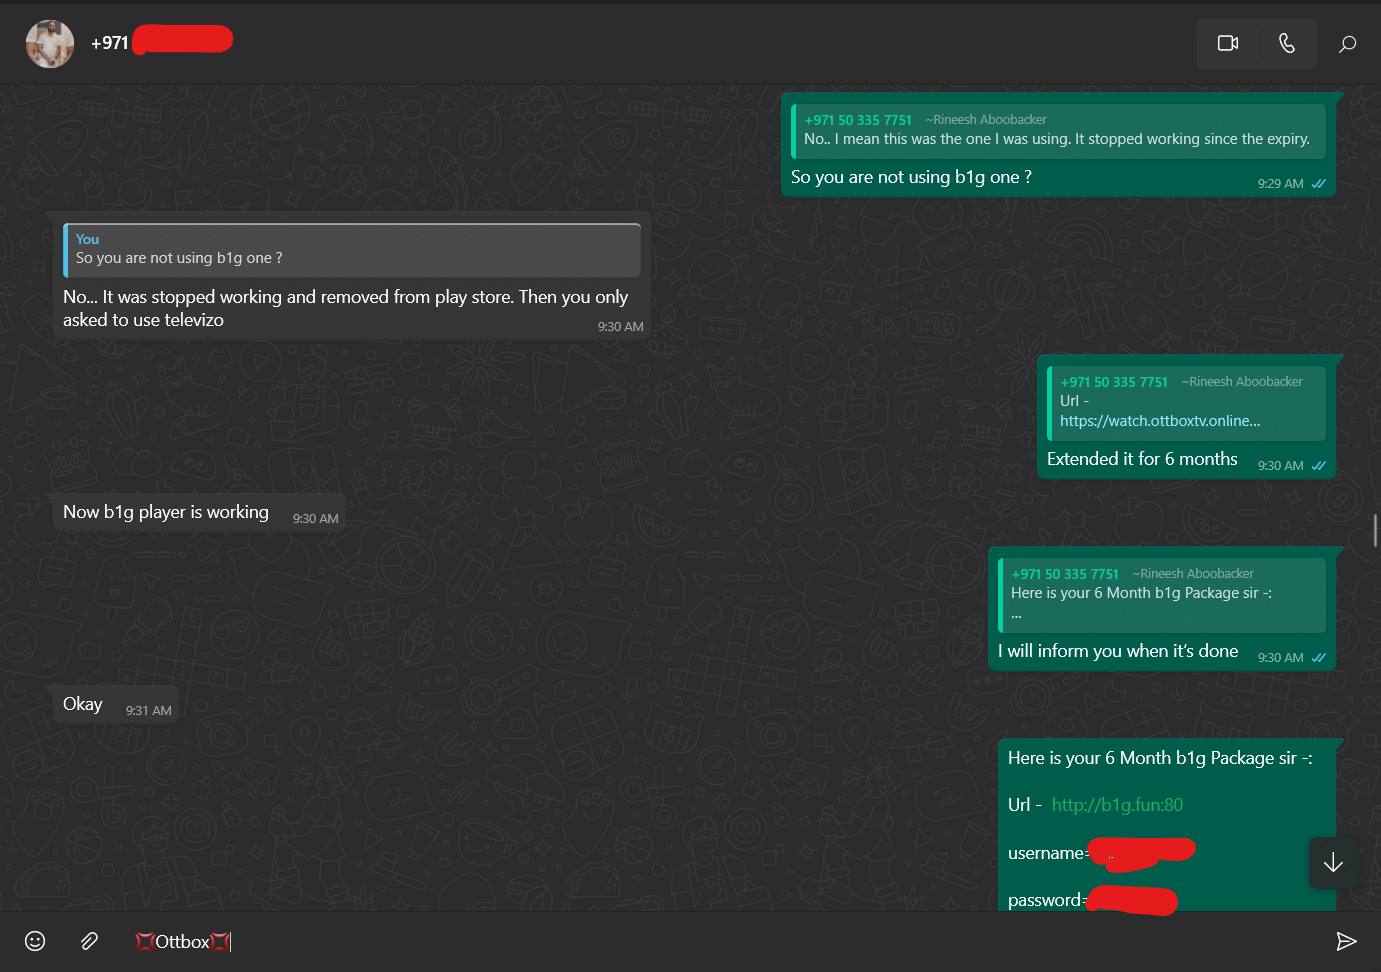 +971
+971 50 335 7751 ~Rineesh Aboobacker
No.. I mean this was the one I was using. It stopped working since the expiry.
So you are not using b1g one ?
9:29 AM
You
So you are not using b1g one ?
No... It was stopped working and removed from play store. Then you only
asked to use televizo
9:30 AM
+971 50 335 7751 ~Rineesh Aboobacker
Url -
https://watch.ottboxtv.online...
Extended it for 6 months 9:30 AM
Now b1g player is working 9:30 AM
+971 50 335 7751 ~Rineesh Aboobacker
Here is your 6 Month b1g Package sir -:
...
I will inform you when it’s done 9:30 AM
Okay 9:31 AM
Here is your 6 Month b1g Package sir -:
Url - http://b1g.fun:80
username=
password=
💢Ottbox💢